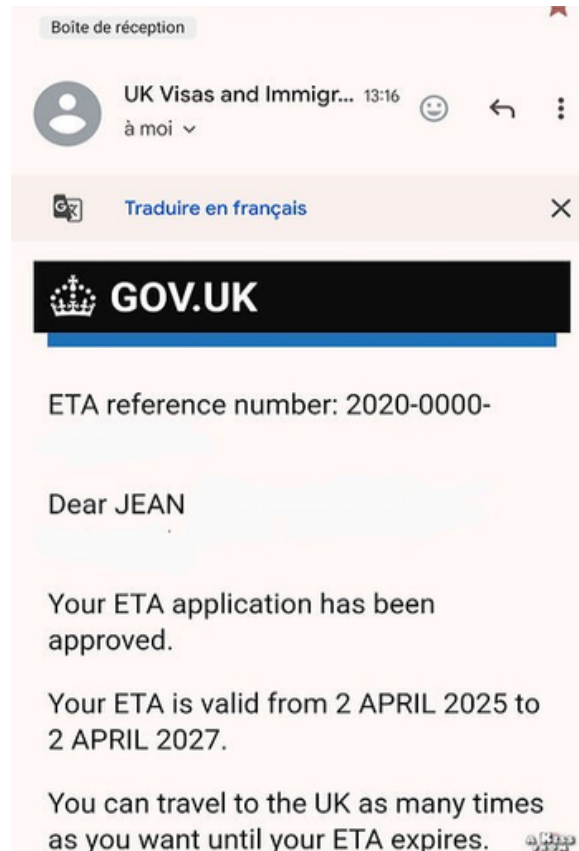 Boîte de réception
UK Visas and Immigr... 13:16
à moi
Traduire en français
GOV.UK
ETA reference number: 2020-0000-
Dear JEAN
Your ETA application has been
approved.
Your ETA is valid from 2 APRIL 2025 to
2 APRIL 2027.
You can travel to the UK as many times
as you want until your ETA expires.
A Kiss